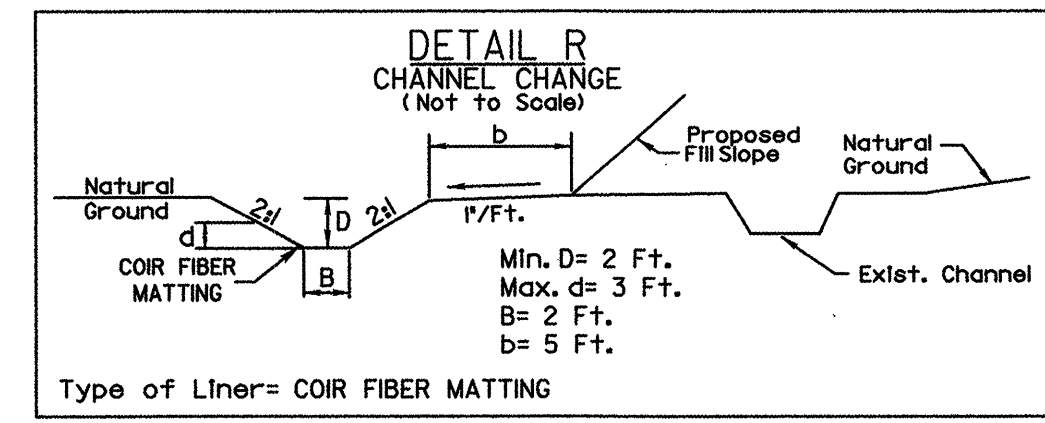 DETAIL R
CHANNEL CHANGE
(Not to Scale)
b
Proposed
Fill Slope
Natural
Ground
Natural
Ground
2:1
D
2:1
1"/Ft.
d
COIR FIBER
MATTING
B
Min. D= 2 Ft.
Max. d= 3 Ft.
B= 2 Ft.
b= 5 Ft.
Exist. Channel
Type of Liner= COIR FIBER MATTING